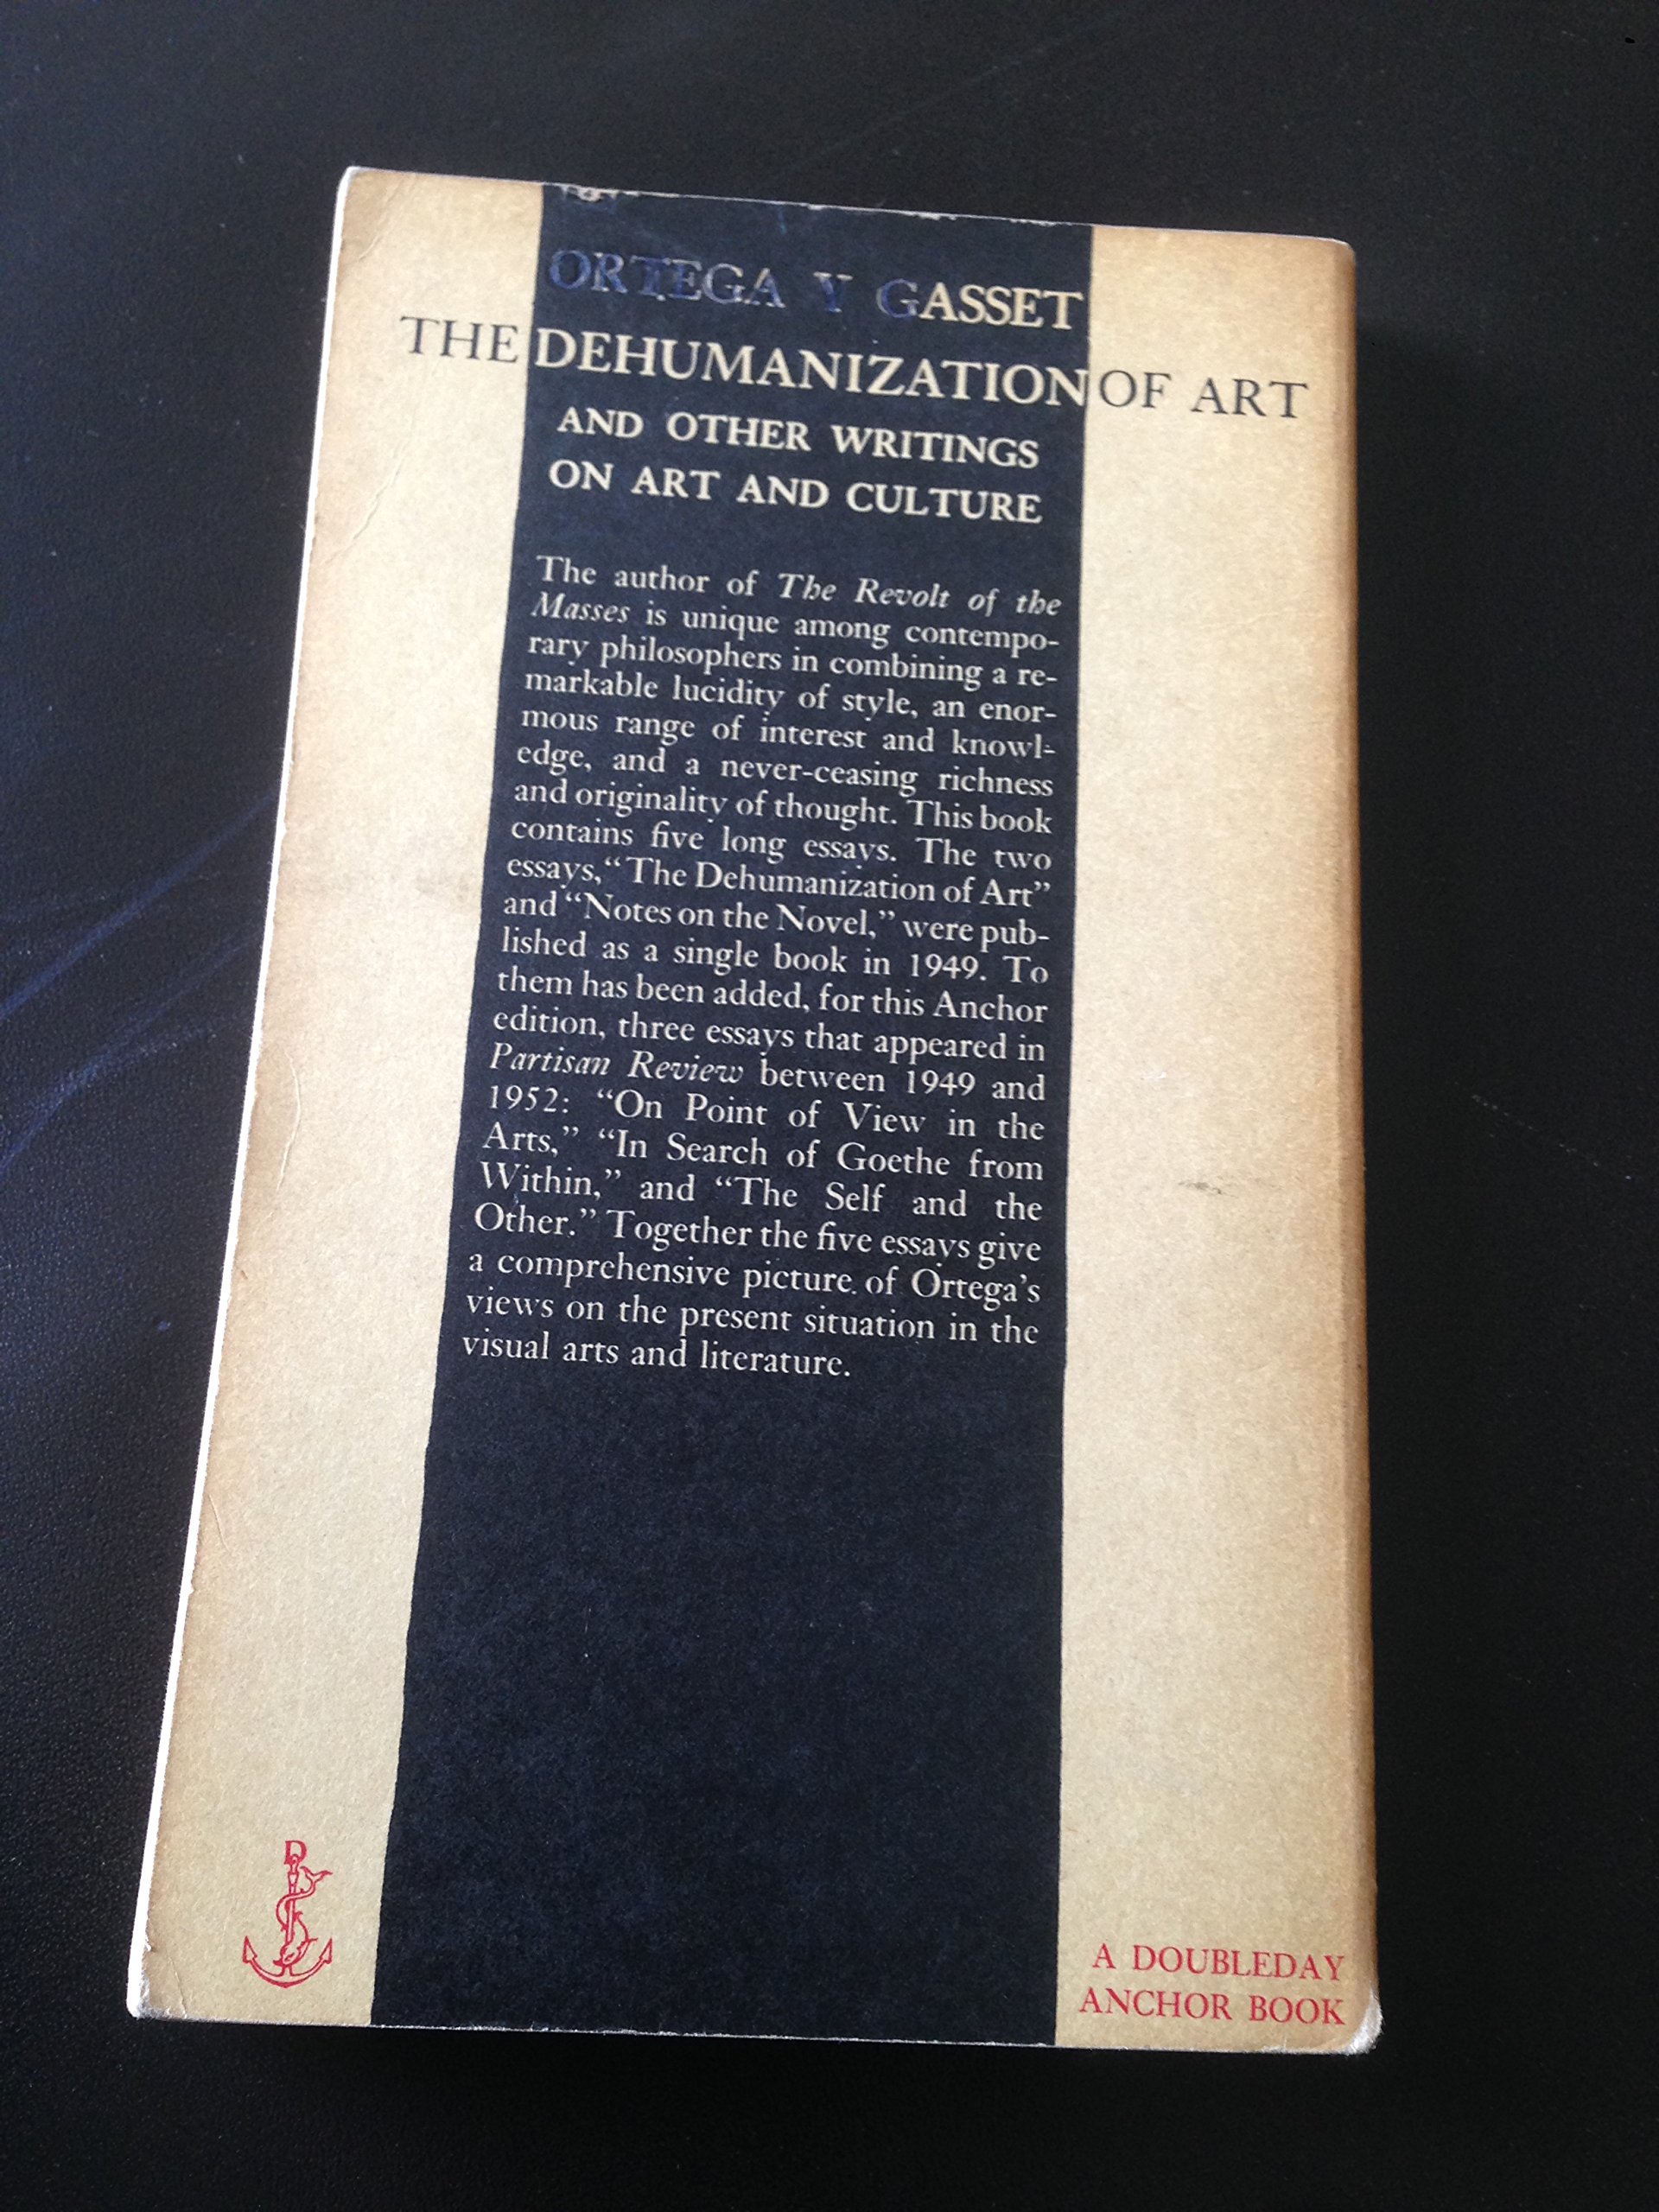 ORTEGA Y GASSET
THE DEHUMANIZATION OF ART
AND OTHER WRITINGS
ON ART AND CULTURE
The author of The Revolt of the
Masses is unique among contempo-
rary philosophers in combining a re-
markable lucidity of style, an enor-
mous range of interest and knowl-
edge, and a never-ceasing richness
and originality of thought. This book
contains five long essays. The two
essays, “The Dehumanization of Art”
and “Notes on the Novel,” were pub-
lished as a single book in 1949. To
them has been added, for this Anchor
edition, three essays that appeared in
Partisan Review between 1949 and
1952: “On Point of View in the
Arts,” “In Search of Goethe from
Within,” and “The Self and the
Other.” Together the five essays give
a comprehensive picture of Ortega’s
views on the present situation in the
visual arts and literature.
D
A DOUBLEDAY
ANCHOR BOOK